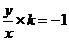 y/x × k = −1